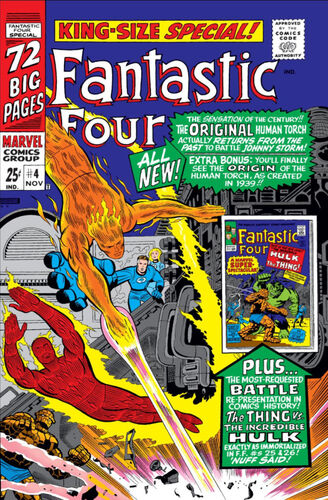 FANTASTIC
FOUR
SPECIAL
KING-SIZE SPECIAL!
APPROVED
BY THE
COMICS
CODE
AUTHORITY
72
BIG
PAGES
Fantastic
Four
IND.
MARVEL
COMICS
GROUP
25¢
IND.
#4
NOV
THE SENSATION OF THE CENTURY!!
THE ORIGINAL HUMAN TORCH
ACTUALLY RETURNS FROM THE
PAST TO BATTLE JOHNNY STORM!
ALL
NEW!
EXTRA BONUS: YOU'LL FINALLY
SEE THE ORIGIN OF THE
HUMAN TORCH, AS CREATED
IN 1939!!
Fantastic
Four
A MARVEL
SUPER-
SPECTACULAR!
HULK
vs
The THING!
PLUS...
THE MOST-REQUESTED
BATTLE
RE-PRESENTATION IN
COMICS HISTORY!
The THING vs
THE INCREDIBLE
HULK
EXACTLY AS IMMORTALIZED
IN F.F. #s 25 & 26!
'NUFF SAID!